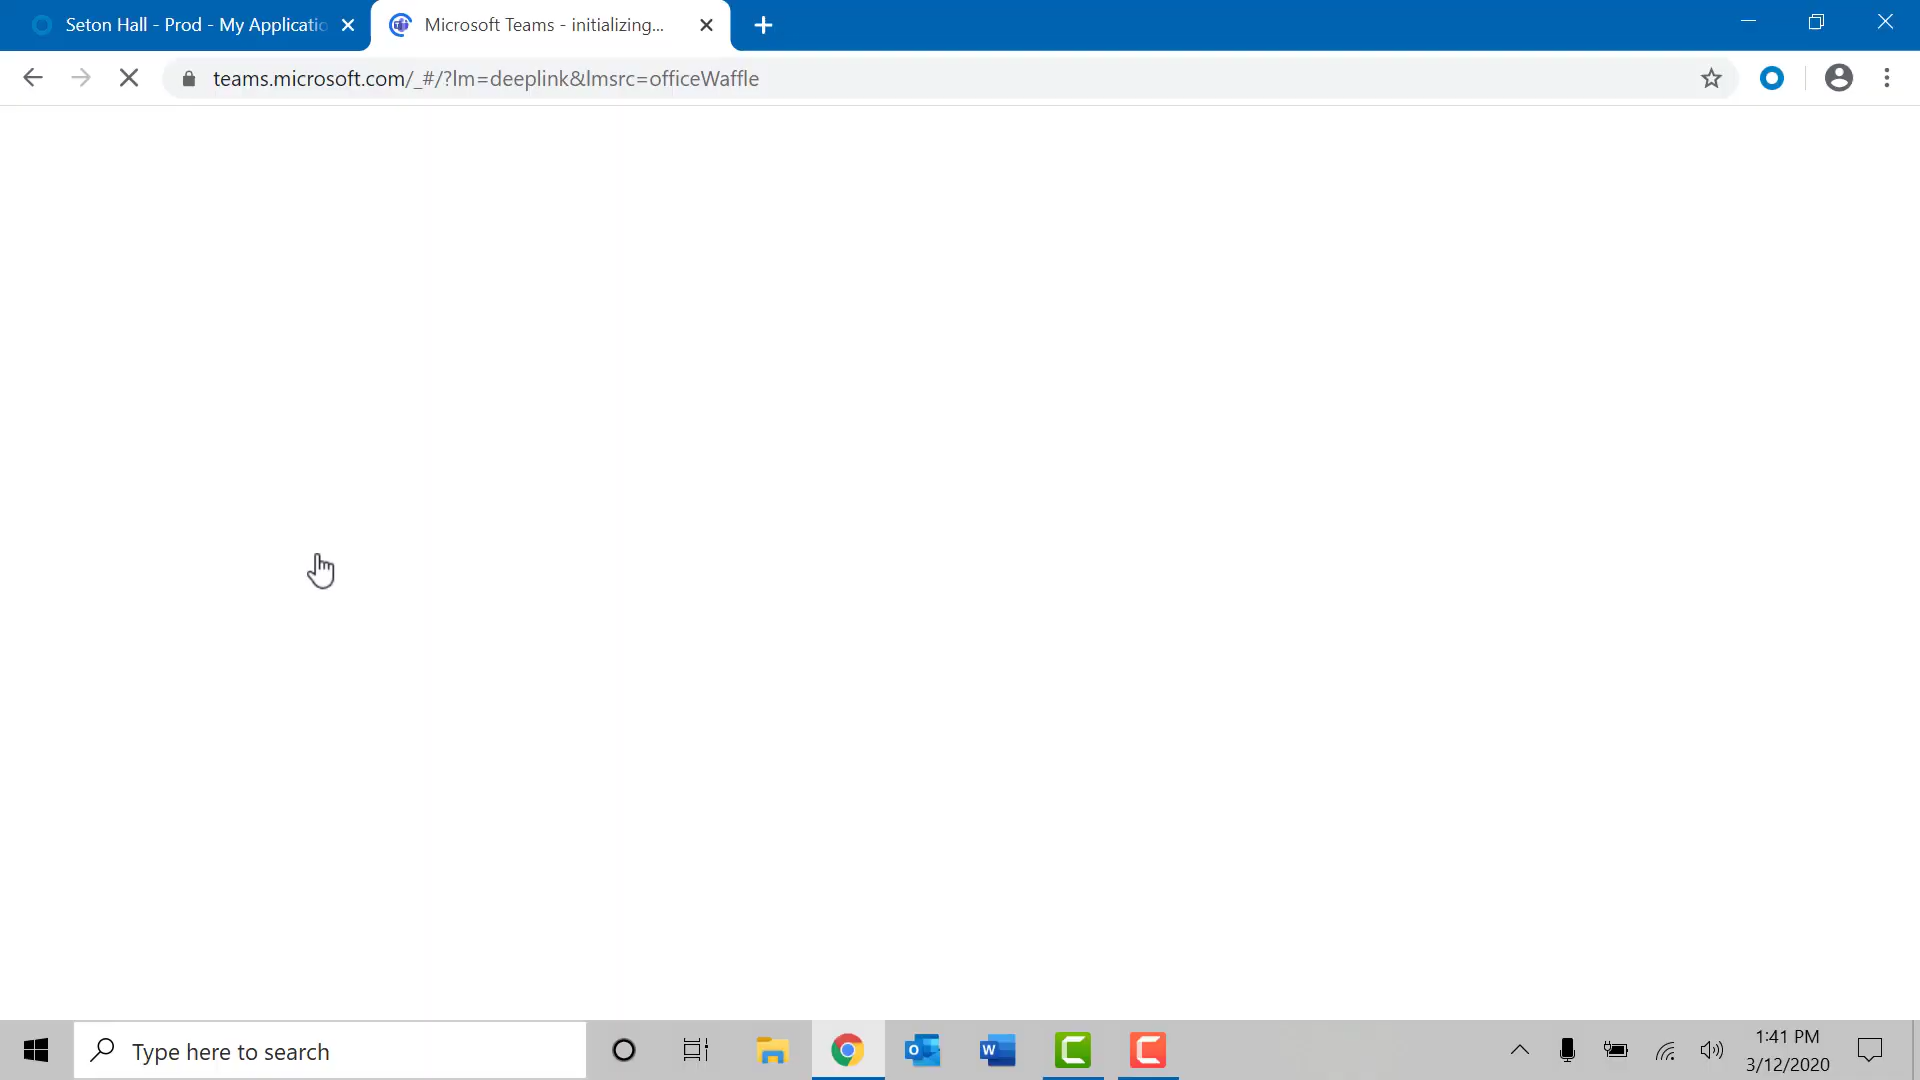 Seton Hall - Prod - My Applicatio
Microsoft Teams - initializing...
teams.microsoft.com/_#/?lm=deeplink&lmsrc=officeWaffle
Type here to search
1:41 PM
3/12/2020